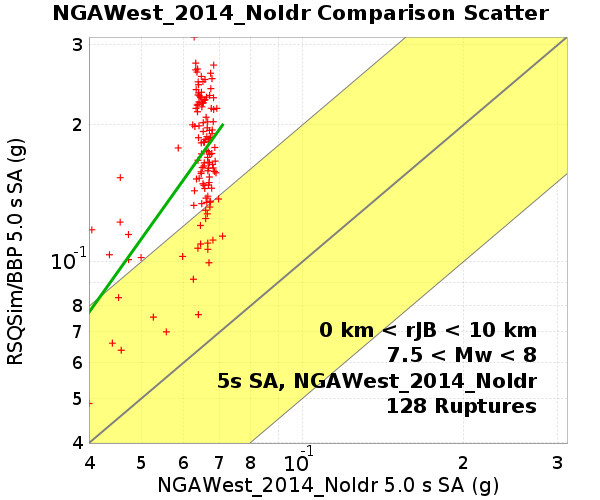 NGAWest_2014_NoIdr Comparison Scatter
RSQSim/BBP 5.0 s SA (g)
3
2
10-1
8
7
6
5
4
0 km < rJB < 10 km
7.5 < Mw < 8
5s SA, NGAWest_2014_NoIdr
128 Ruptures
4 5 6 7 8 10-1 2 3
NGAWest_2014_NoIdr 5.0 s SA (g)